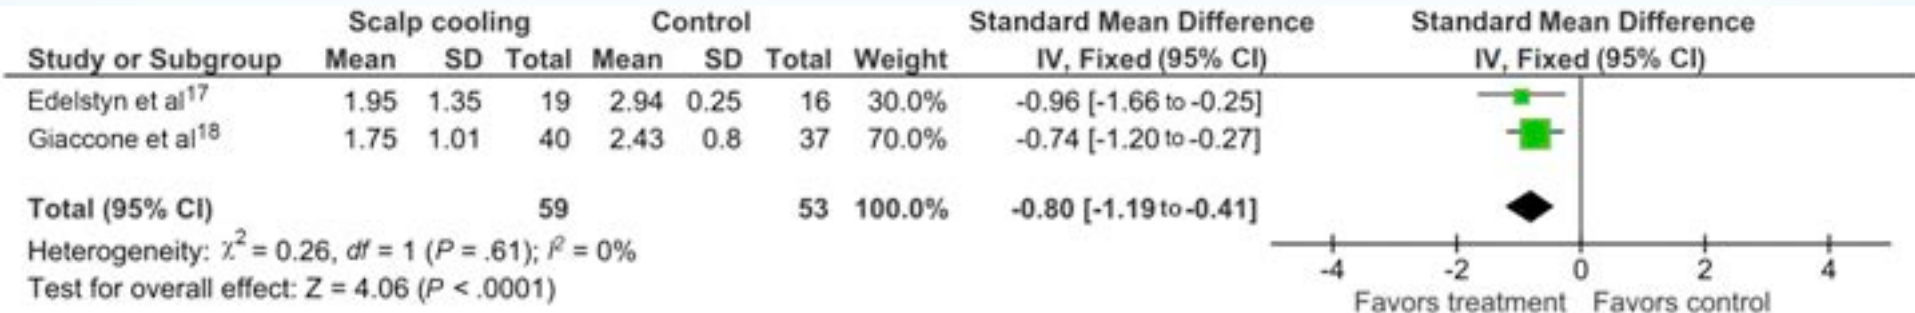 Scalp cooling Control Standard Mean Difference Standard Mean Difference
Study or Subgroup Mean SD Total Mean SD Total Weight IV, Fixed (95% CI) IV, Fixed (95% CI)
Edelstyn et al17 1.95 1.35 19 2.94 0.25 16 30.0% -0.96 [-1.66 to -0.25]
Giaccone et al18 1.75 1.01 40 2.43 0.8 37 70.0% -0.74 [-1.20 to -0.27]
Total (95% CI) 59 53 100.0% -0.80 [-1.19 to -0.41]
Heterogeneity: χ2 = 0.26, df = 1 (P = .61); I2 = 0%
Test for overall effect: Z = 4.06 (P < .0001)
-4 -2 0 2 4
Favors treatment Favors control